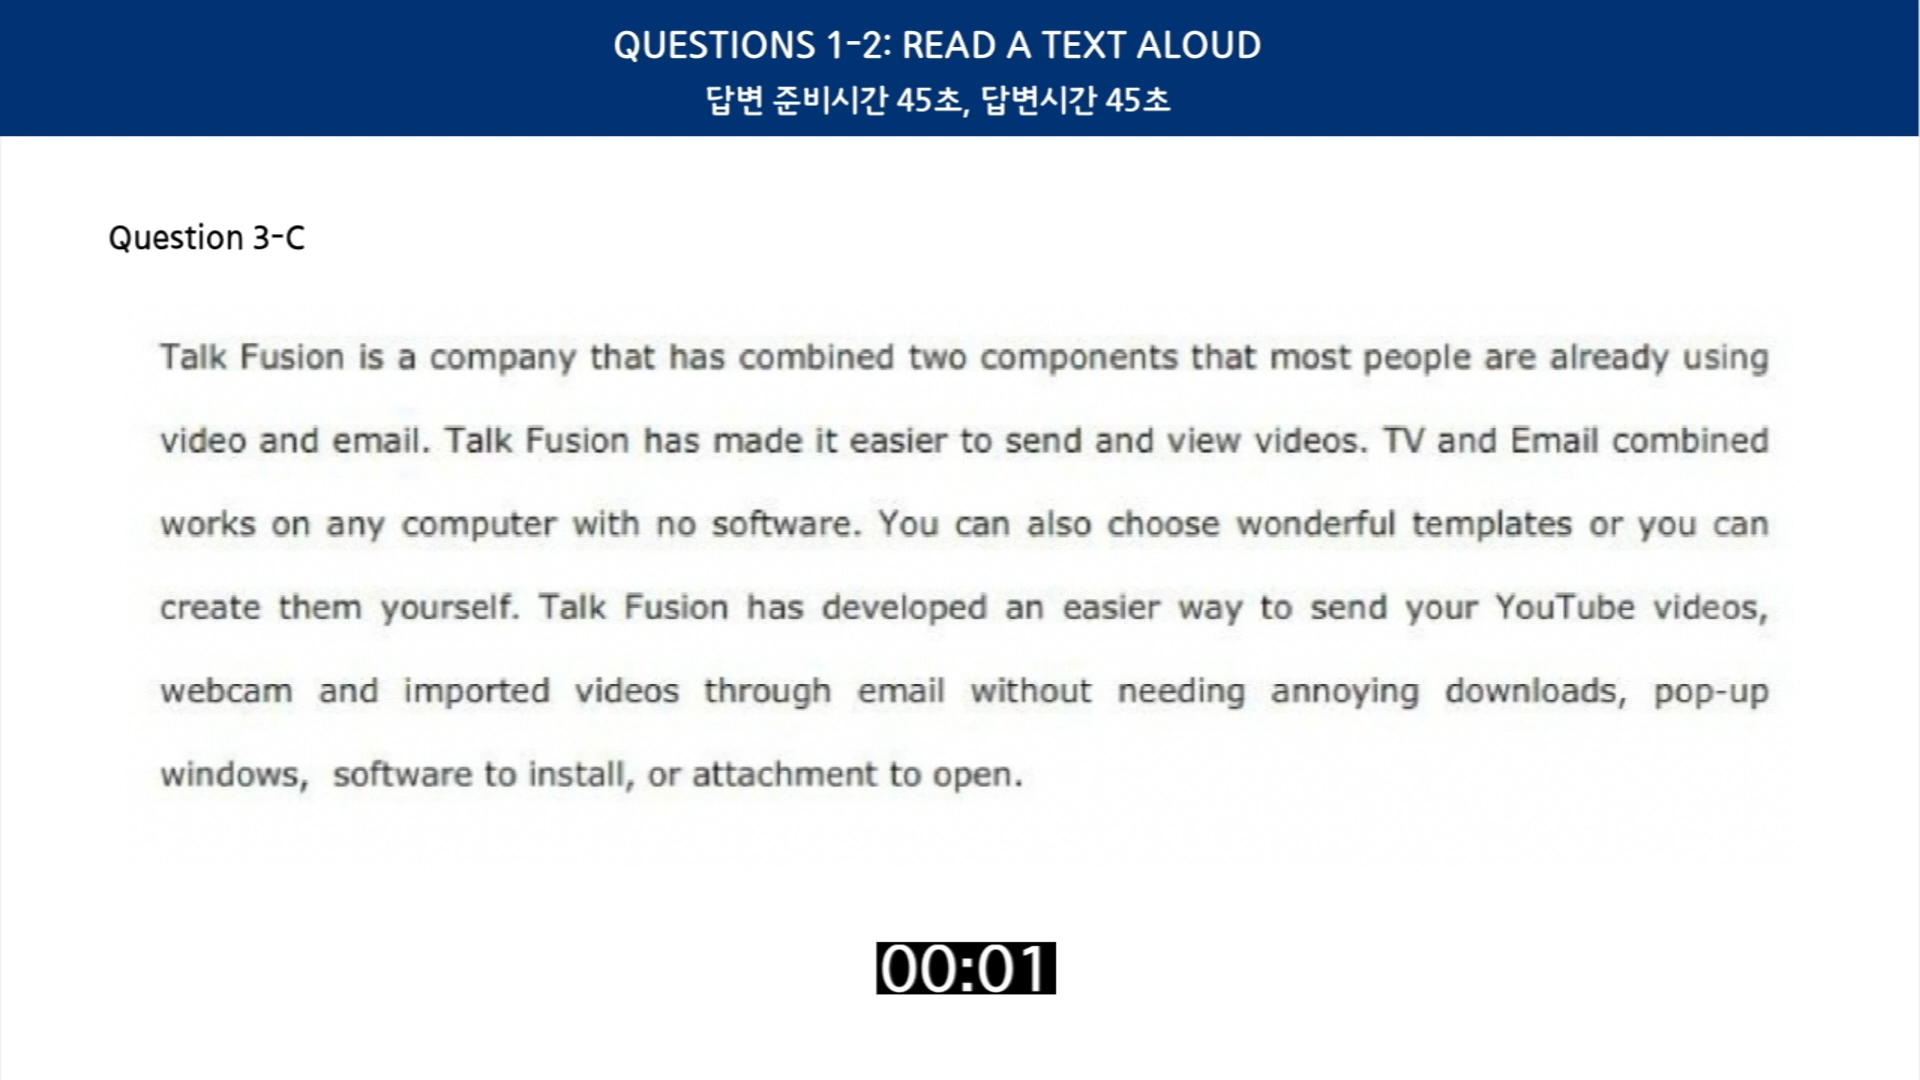 QUESTIONS 1-2: READ A TEXT ALOUD
답변 준비시간 45초, 답변시간 45초
Question 3-C
Talk Fusion is a company that has combined two components that most people are already using
video and email. Talk Fusion has made it easier to send and view videos. TV and Email combined
works on any computer with no software. You can also choose wonderful templates or you can
create them yourself. Talk Fusion has developed an easier way to send your YouTube videos,
webcam and imported videos through email without needing annoying downloads, pop-up
windows, software to install, or attachment to open.
00:01